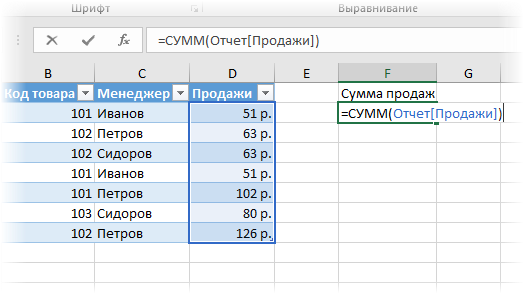 Шрифт Выравнивание
=СУММ(Отчет[Продажи])
B C D E F G
Код товара Менеджер Продажи Сумма продаж
101 Иванов 51 р. =СУММ(Отчет[Продажи])
102 Петров 63 р.
102 Сидоров 63 р.
101 Иванов 51 р.
101 Петров 102 р.
103 Сидоров 80 р.
102 Петров 126 р.